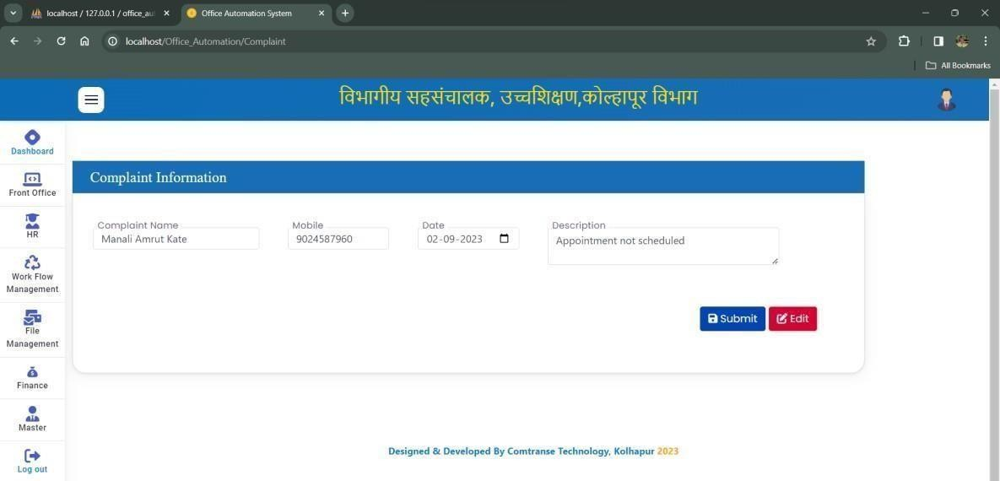 localhost / 127.0.0.1 / office_au
Office Automation System
localhost/Office_Automation/Complaint
All Bookmarks
विभागीय सहसंचालक, उच्चशिक्षण,कोल्हापूर विभाग
Dashboard
Front Office
HR
Work Flow
Management
File
Management
Finance
Master
Log out
Complaint Information
Complaint Name
Manali Amrut Kate
Mobile
9024587960
Date
02-09-2023
Description
Appointment not scheduled
Submit
Edit
Designed & Developed By Comtranse Technology, Kolhapur 2023